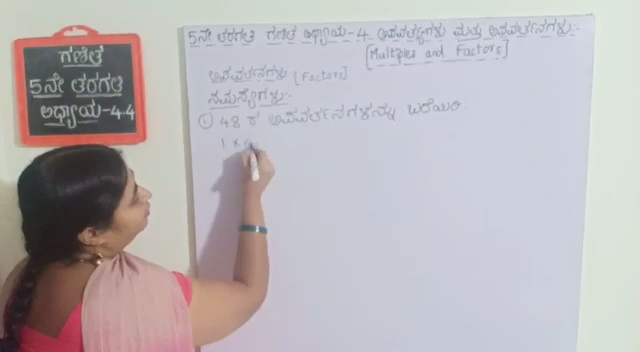 ಗಣಿತ
5ನೇ ತರಗತಿ
ಅಧ್ಯಾಯ-4.4
5ನೇ ತರಗತಿ ಗಣಿತ ಅಧ್ಯಾಯ-4. ಅಪವರ್ತ್ಯಗಳು ಮತ್ತು ಅಪವರ್ತನಗಳು:-
[Multiples and Factors]
ಅಪವರ್ತನಗಳು [Factors]
ಸಮಸ್ಯೆಗಳು:-
① 48 ರ ಅಪವರ್ತನಗಳನ್ನು ಬರೆಯಿರಿ
1 x